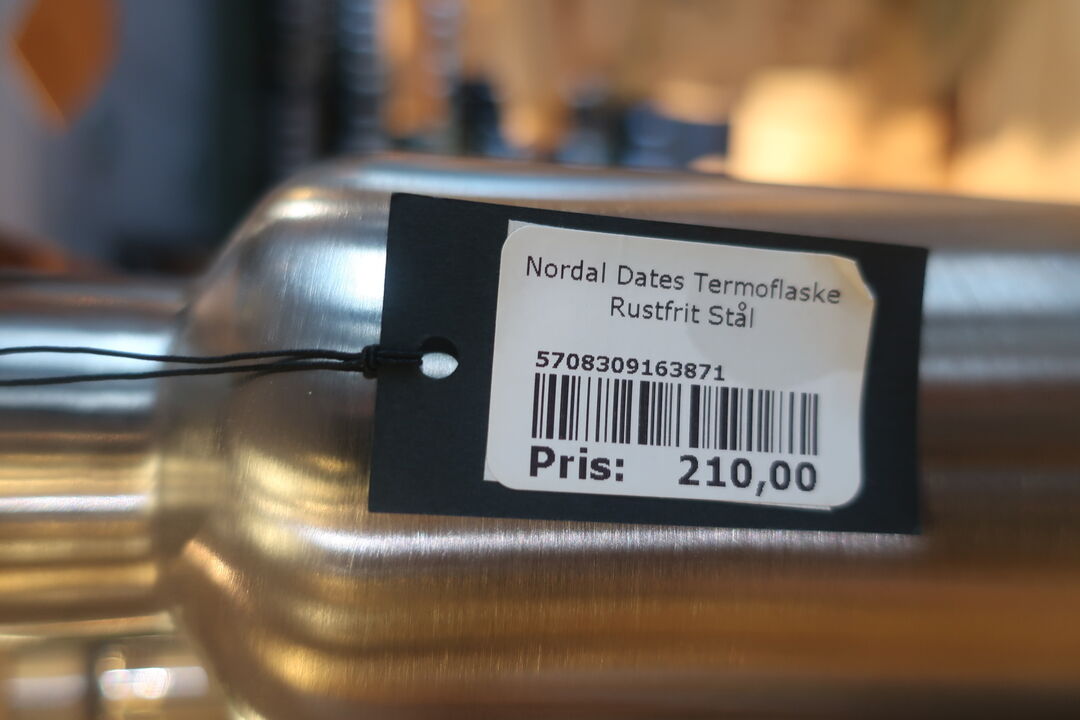 Nordal Dates Termoflaske
Rustfrit Stål
5708309163871
Pris: 210,00